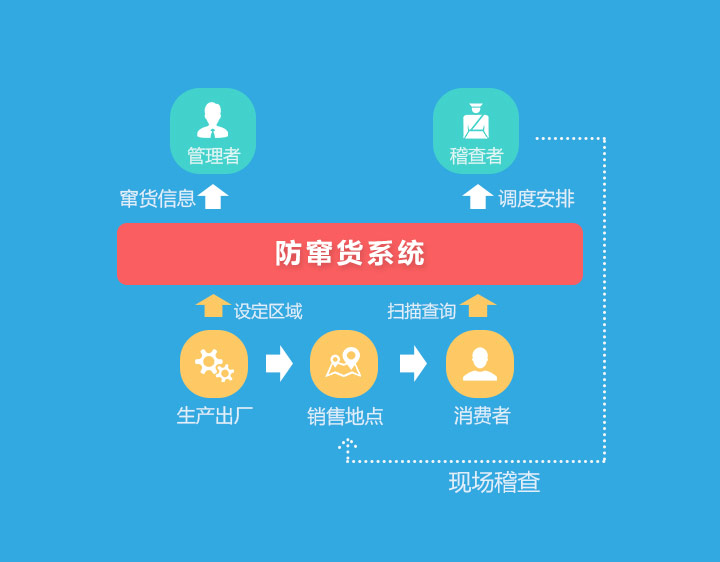 管理者
稽查者
窜货信息
调度安排
防窜货系统
设定区域
扫描查询
生产出厂
销售地点
消费者
现场稽查